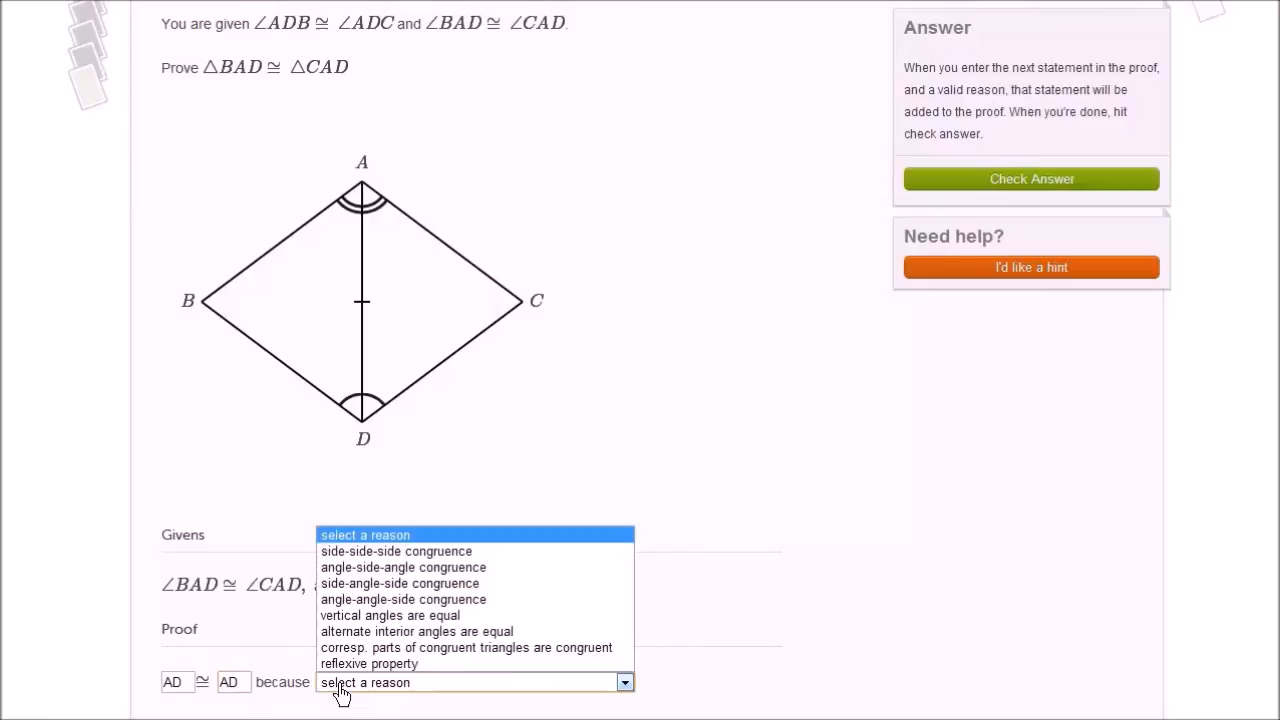 You are given ∠ADB ≅ ∠ADC and ∠BAD ≅ ∠CAD.
Prove △BAD ≅ △CAD
A
B
C
D
Givens
∠BAD ≅ ∠CAD,
Proof
AD ≅ AD because select a reason
select a reason
side-side-side congruence
angle-side-angle congruence
side-angle-side congruence
angle-angle-side congruence
vertical angles are equal
alternate interior angles are equal
corresp. parts of congruent triangles are congruent
reflexive property
Answer
When you enter the next statement in the proof,
and a valid reason, that statement will be
added to the proof. When you're done, hit
check answer.
Check Answer
Need help?
I'd like a hint